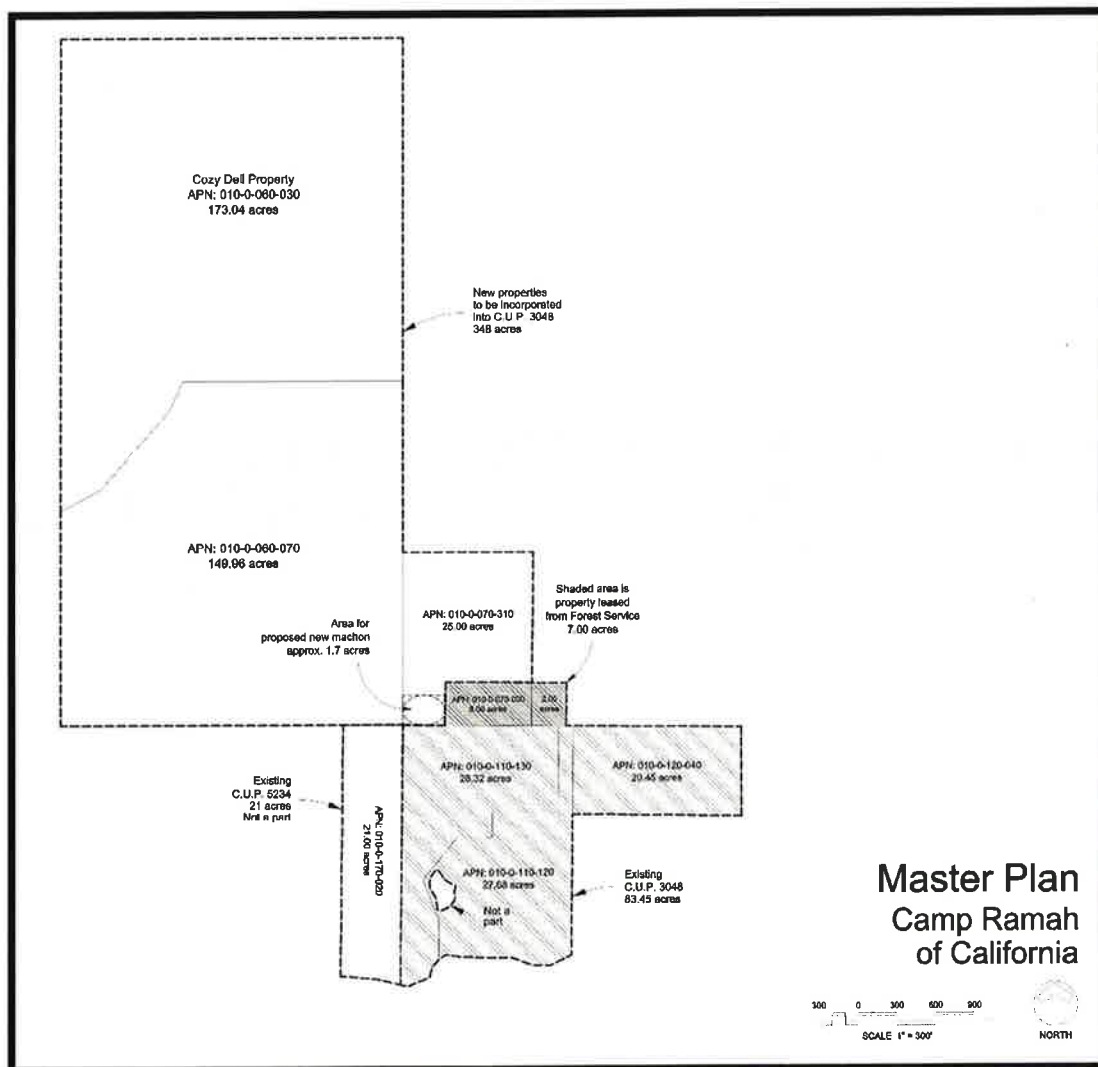 Cozy Dell Property
APN: 010-0-060-030
173.04 acres
New properties
to be incorporated
into C.U.P. 3048
348 acres
APN: 010-0-060-070
149.96 acres
APN: 010-0-070-310
25.00 acres
Shaded area is
property leased
from Forest Service
7.00 acres
Area for
proposed new machon
approx. 1.7 acres
2.00
acres
5.00 acres
APN: 010-0-110-130
28.32 acres
APN: 010-0-120-040
20.45 acres
Existing
C.U.P. 5234
21 acres
Not a part
APN: 010-0-170-020
21.00 acres
APN: 010-0-110-120
27.68 acres
Not a
part
Existing
C.U.P. 3048
83.45 acres
Master Plan
Camp Ramah
of California
300 0 300 600 900
SCALE 1" = 300'
NORTH